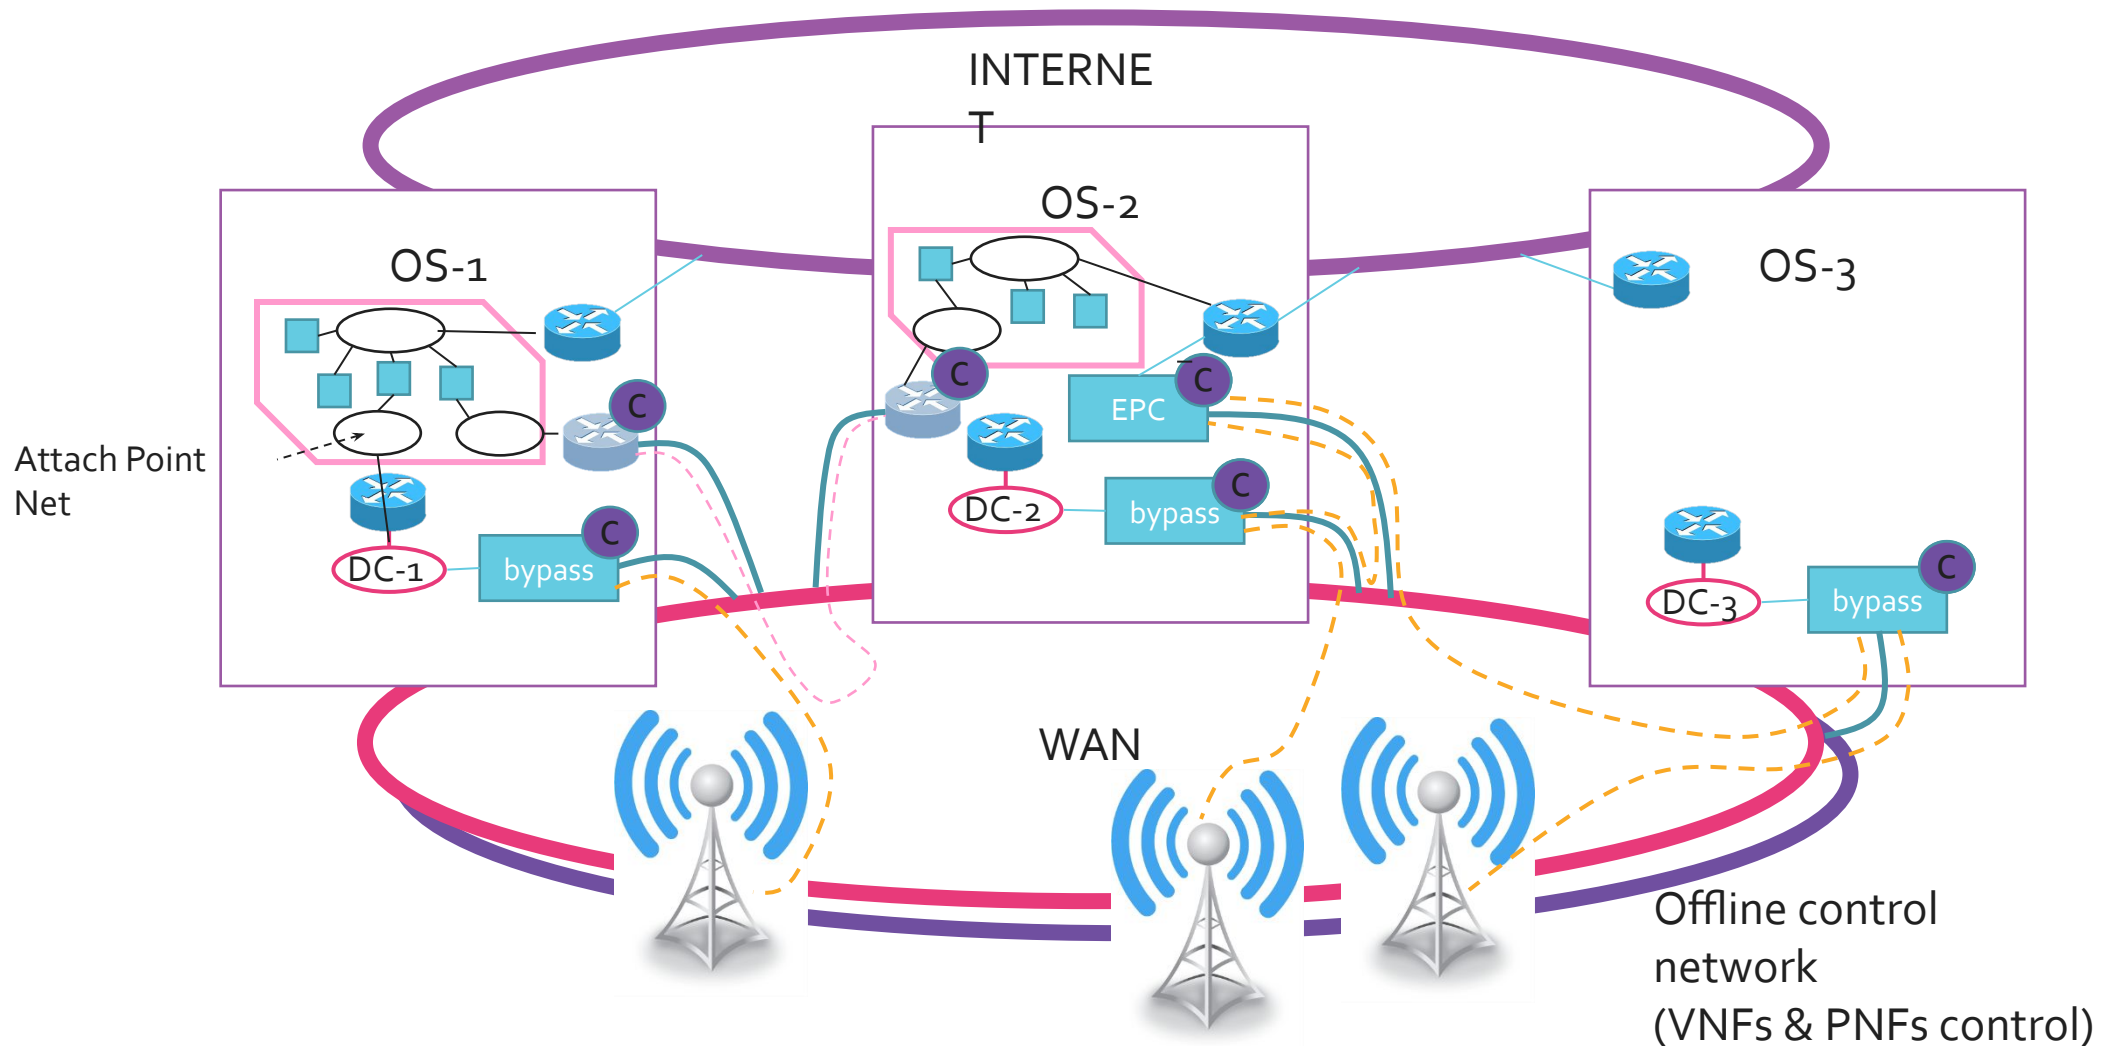 INTERNE
T
OS-1
OS-2
OS-3
C
C
C
C
C
C
EPC
Attach Point
Net
DC-1
bypass
DC-2
bypass
DC-3
bypass
WAN
Offline control
network
(VNFs & PNFs control)